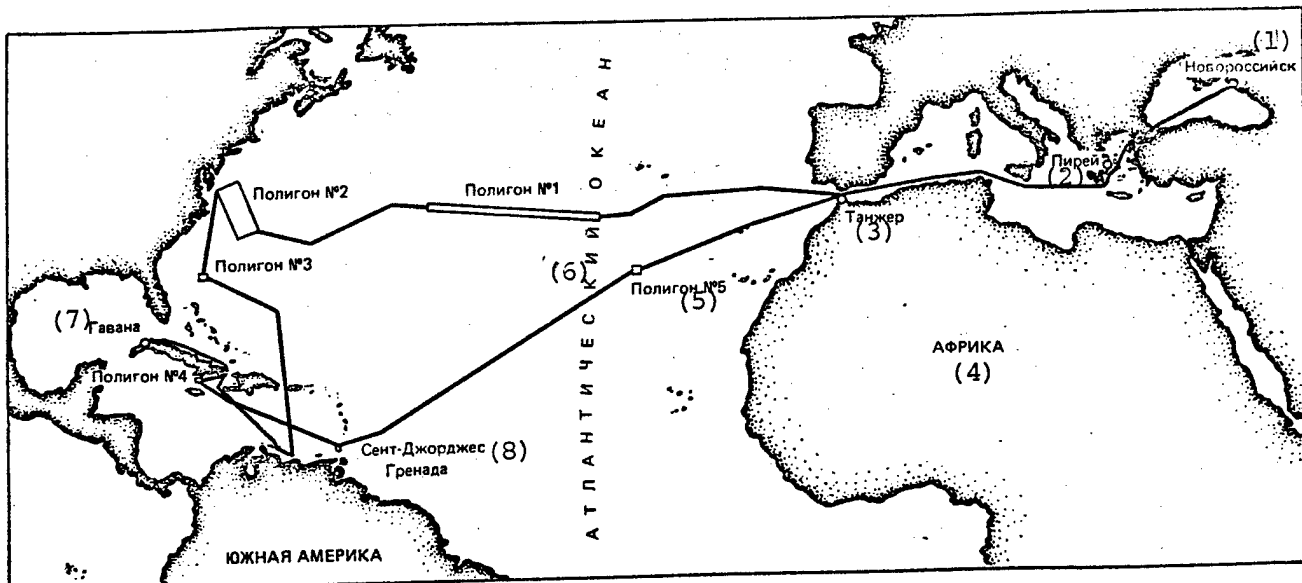 (1)
Новороссийск
Пирей
(2)
Полигон №2
Полигон №1
Танжер
(3)
Полигон №3
(6)
Полигон №5
(5)
(7) Гавана
АФРИКА
(4)
Полигон №4
АТЛАНТИЧЕСКИЙ ОКЕАН
Сент-Джорджес (8)
Гренада
ЮЖНАЯ АМЕРИКА